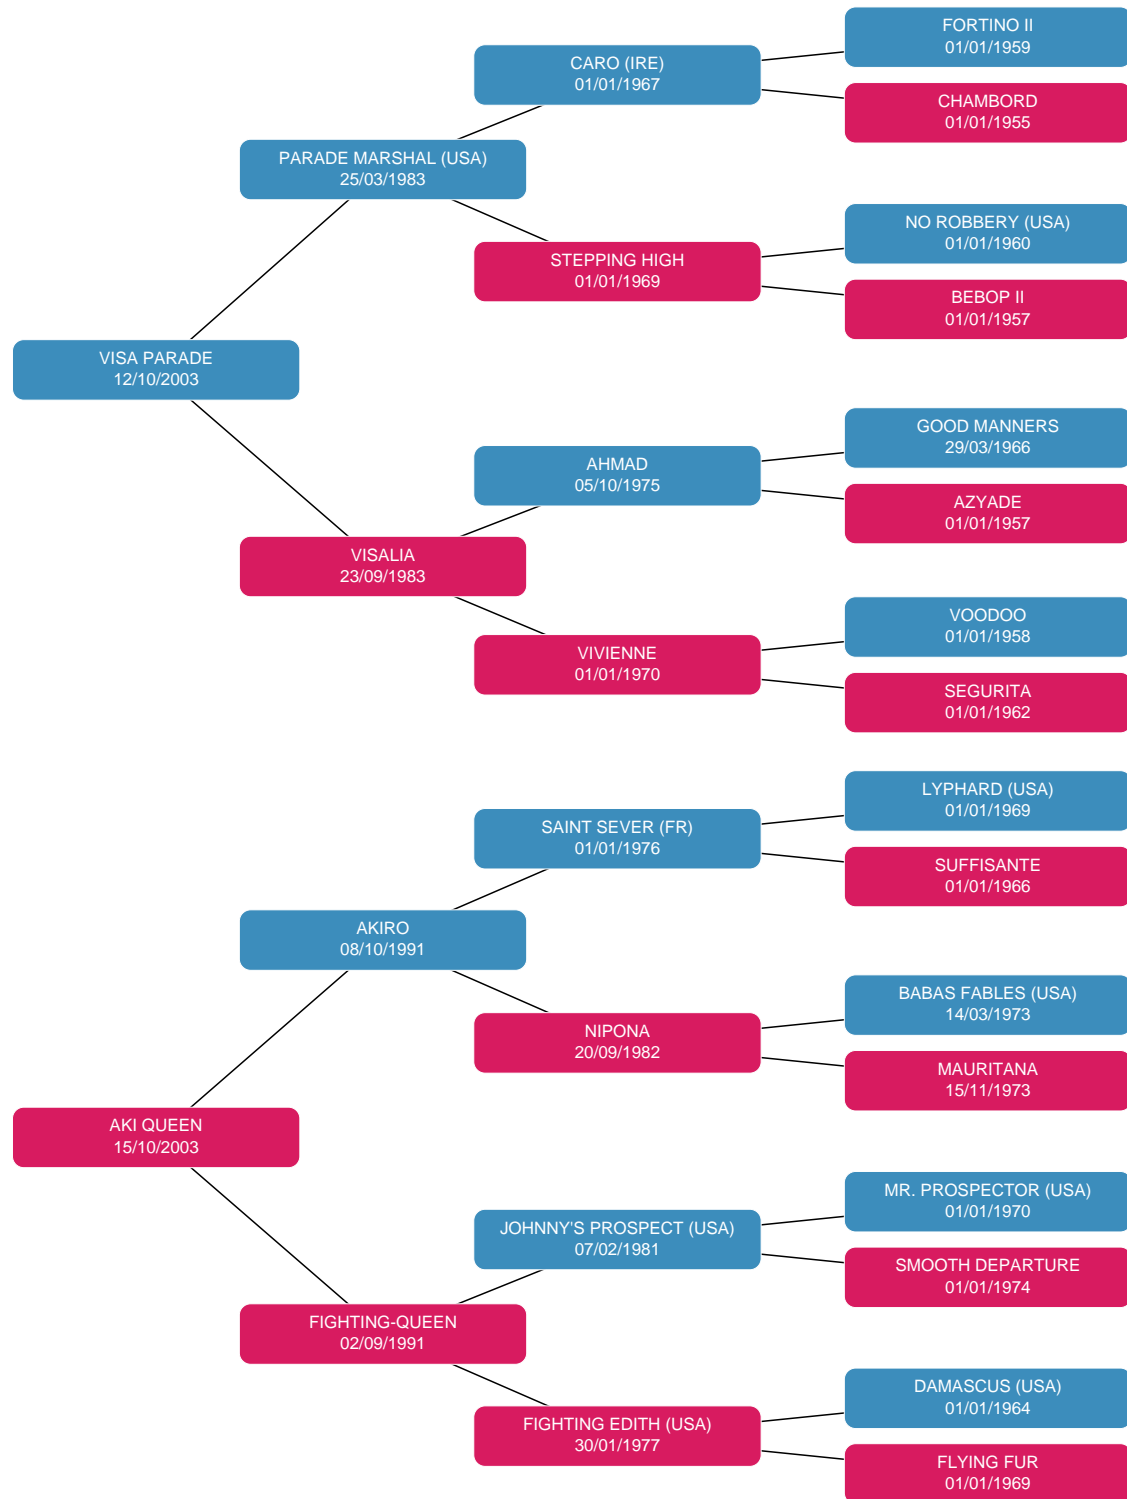 FORTINO II
01/01/1959
CARO (IRE)
01/01/1967
CHAMBORD
01/01/1955
PARADE MARSHAL (USA)
25/03/1983
NO ROBBERY (USA)
01/01/1960
STEPPING HIGH
01/01/1969
BEBOP II
01/01/1957
VISA PARADE
12/10/2003
GOOD MANNERS
29/03/1966
AHMAD
05/10/1975
AZYADE
01/01/1957
VISALIA
23/09/1983
VOODOO
01/01/1958
VIVIENNE
01/01/1970
SEGURITA
01/01/1962
LYPHARD (USA)
01/01/1969
SAINT SEVER (FR)
01/01/1976
SUFFISANTE
01/01/1966
AKIRO
08/10/1991
BABAS FABLES (USA)
14/03/1973
NIPONA
20/09/1982
MAURITANA
15/11/1973
AKI QUEEN
15/10/2003
MR. PROSPECTOR (USA)
01/01/1970
JOHNNY'S PROSPECT (USA)
07/02/1981
SMOOTH DEPARTURE
01/01/1974
FIGHTING-QUEEN
02/09/1991
DAMASCUS (USA)
01/01/1964
FIGHTING EDITH (USA)
30/01/1977
FLYING FUR
01/01/1969